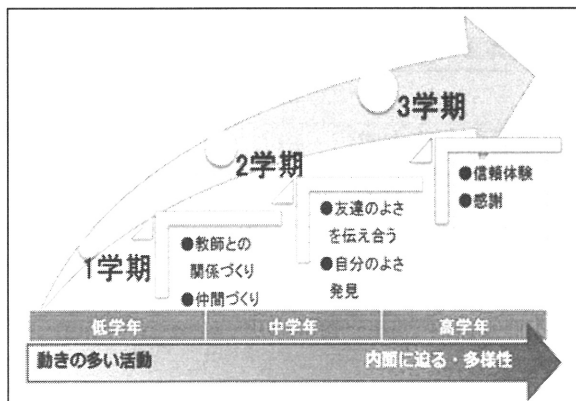 3学期
2学期
1学期
●教師との
関係づくり
●仲間づくり
●友達のよさ
を伝え合う
●自分のよさ
発見
●信頼体験
●感謝
低学年
中学年
高学年
動きの多い活動
内面に迫る・多様性